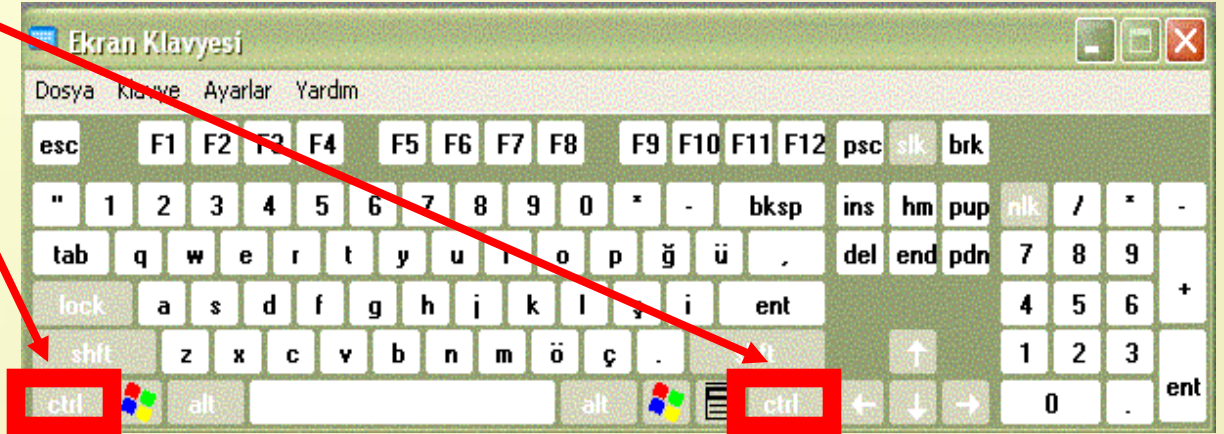 Ekran Klavyesi
Dosya Klavye Ayarlar Yardım
esc F1 F2 F3 F4 F5 F6 F7 F8 F9 F10 F11 F12 psc slk brk
" 1 2 3 4 5 6 7 8 9 0 * - bksp ins hm pup nlk / * -
tab q w e r t y u ı o p ğ ü , del end pdn 7 8 9 +
lock a s d f g h j k l ş i ent 4 5 6
shft z x c v b n m ö ç . shft ↑ 1 2 3 ent
ctrl alt alt ctrl ← ↓ → 0 .